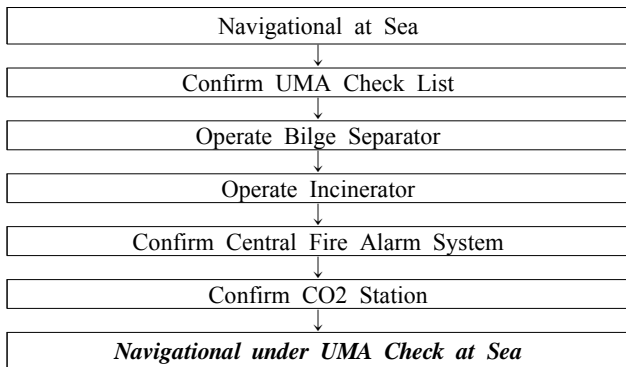 Navigational at Sea
Confirm UMA Check List
Operate Bilge Separator
Operate Incinerator
Confirm Central Fire Alarm System
Confirm CO2 Station
Navigational under UMA Check at Sea